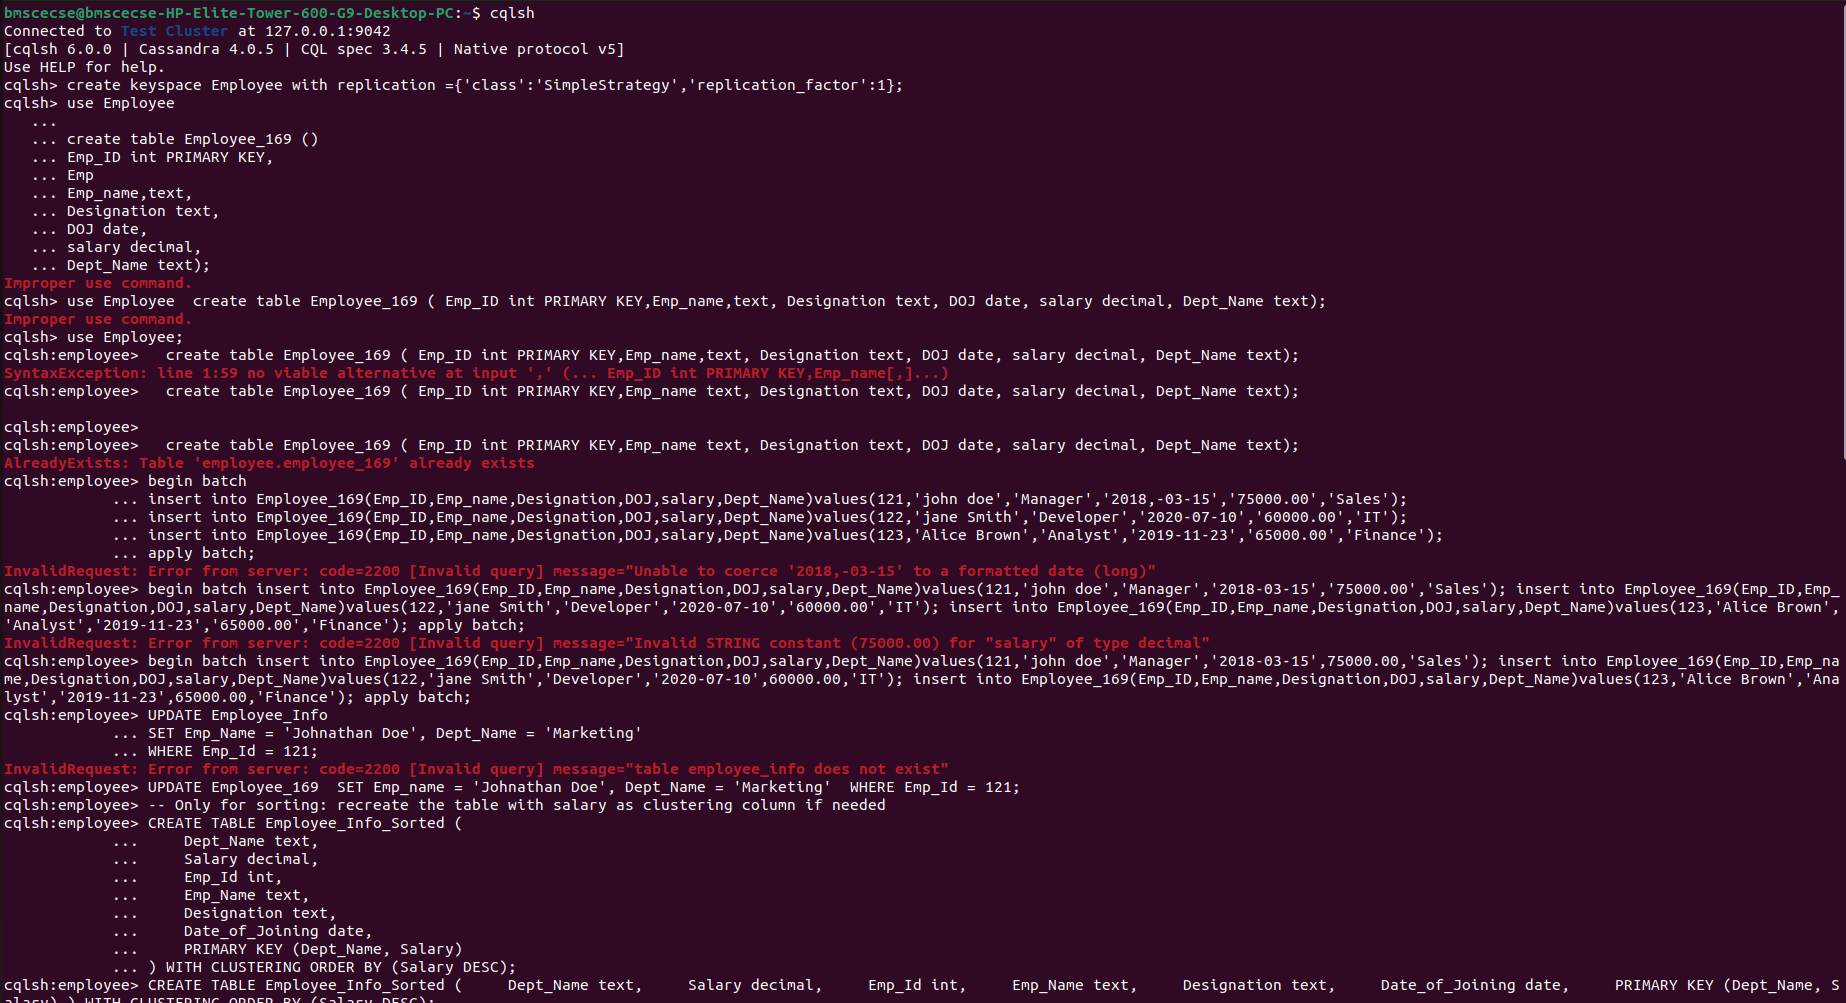 bmscecse@bmscecse-HP-Elite-Tower-600-G9-Desktop-PC:~$ cqlsh
Connected to Test Cluster at 127.0.0.1:9042
[cqlsh 6.0.0 | Cassandra 4.0.5 | CQL spec 3.4.5 | Native protocol v5]
Use HELP for help.
cqlsh> create keyspace Employee with replication ={'class':'SimpleStrategy','replication_factor':1};
cqlsh> use Employee
   ...
   ... create table Employee_169 ()
   ... Emp_ID int PRIMARY KEY,
   ... Emp
   ... Emp_name,text,
   ... Designation text,
   ... DOJ date,
   ... salary decimal,
   ... Dept_Name text);
Improper use command.
cqlsh> use Employee  create table Employee_169 ( Emp_ID int PRIMARY KEY,Emp_name,text, Designation text, DOJ date, salary decimal, Dept_Name text);
Improper use command.
cqlsh> use Employee;
cqlsh:employee>   create table Employee_169 ( Emp_ID int PRIMARY KEY,Emp_name,text, Designation text, DOJ date, salary decimal, Dept_Name text);
SyntaxException: line 1:59 no viable alternative at input ',' (... Emp_ID int PRIMARY KEY,Emp_name[,]...)
cqlsh:employee>   create table Employee_169 ( Emp_ID int PRIMARY KEY,Emp_name text, Designation text, DOJ date, salary decimal, Dept_Name text);
cqlsh:employee>
cqlsh:employee>   create table Employee_169 ( Emp_ID int PRIMARY KEY,Emp_name text, Designation text, DOJ date, salary decimal, Dept_Name text);
AlreadyExists: Table 'employee.employee_169' already exists
cqlsh:employee> begin batch
            ... insert into Employee_169(Emp_ID,Emp_name,Designation,DOJ,salary,Dept_Name)values(121,'john doe','Manager','2018,-03-15','75000.00','Sales');
            ... insert into Employee_169(Emp_ID,Emp_name,Designation,DOJ,salary,Dept_Name)values(122,'jane Smith','Developer','2020-07-10','60000.00','IT');
            ... insert into Employee_169(Emp_ID,Emp_name,Designation,DOJ,salary,Dept_Name)values(123,'Alice Brown','Analyst','2019-11-23','65000.00','Finance');
            ... apply batch;
InvalidRequest: Error from server: code=2200 [Invalid query] message="Unable to coerce '2018,-03-15' to a formatted date (long)"
cqlsh:employee> begin batch insert into Employee_169(Emp_ID,Emp_name,Designation,DOJ,salary,Dept_Name)values(121,'john doe','Manager','2018-03-15','75000.00','Sales'); insert into Employee_169(Emp_ID,Emp_
name,Designation,DOJ,salary,Dept_Name)values(122,'jane Smith','Developer','2020-07-10','60000.00','IT'); insert into Employee_169(Emp_ID,Emp_name,Designation,DOJ,salary,Dept_Name)values(123,'Alice Brown',
'Analyst','2019-11-23','65000.00','Finance'); apply batch;
InvalidRequest: Error from server: code=2200 [Invalid query] message="Invalid STRING constant (75000.00) for "salary" of type decimal"
cqlsh:employee> begin batch insert into Employee_169(Emp_ID,Emp_name,Designation,DOJ,salary,Dept_Name)values(121,'john doe','Manager','2018-03-15',75000.00,'Sales'); insert into Employee_169(Emp_ID,Emp_na
me,Designation,DOJ,salary,Dept_Name)values(122,'jane Smith','Developer','2020-07-10',60000.00,'IT'); insert into Employee_169(Emp_ID,Emp_name,Designation,DOJ,salary,Dept_Name)values(123,'Alice Brown','Ana
lyst','2019-11-23',65000.00,'Finance'); apply batch;
cqlsh:employee> UPDATE Employee_Info
            ... SET Emp_Name = 'Johnathan Doe', Dept_Name = 'Marketing'
            ... WHERE Emp_Id = 121;
InvalidRequest: Error from server: code=2200 [Invalid query] message="table employee_info does not exist"
cqlsh:employee> UPDATE Employee_169  SET Emp_name = 'Johnathan Doe', Dept_Name = 'Marketing'  WHERE Emp_Id = 121;
cqlsh:employee> -- Only for sorting: recreate the table with salary as clustering column if needed
cqlsh:employee> CREATE TABLE Employee_Info_Sorted (
            ...     Dept_Name text,
            ...     Salary decimal,
            ...     Emp_Id int,
            ...     Emp_Name text,
            ...     Designation text,
            ...     Date_of_Joining date,
            ...     PRIMARY KEY (Dept_Name, Salary)
            ... ) WITH CLUSTERING ORDER BY (Salary DESC);
cqlsh:employee> CREATE TABLE Employee_Info_Sorted (     Dept_Name text,     Salary decimal,     Emp_Id int,     Emp_Name text,     Designation text,     Date_of_Joining date,     PRIMARY KEY (Dept_Name, S
alary) ) WITH CLUSTERING ORDER BY (Salary DESC);